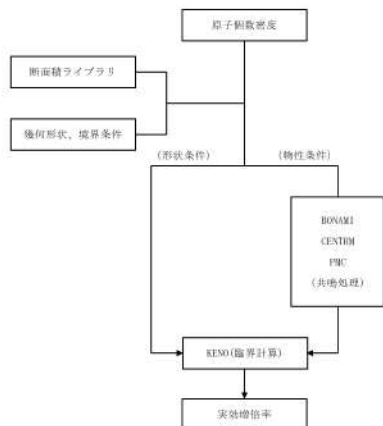 原子個数密度
断面積ライブラリ
幾何形状、境界条件
(形状条件)
(物性条件)
BONAMI
CENTRM
PMC
(共鳴処理)
KENO(臨界計算)
実効増倍率